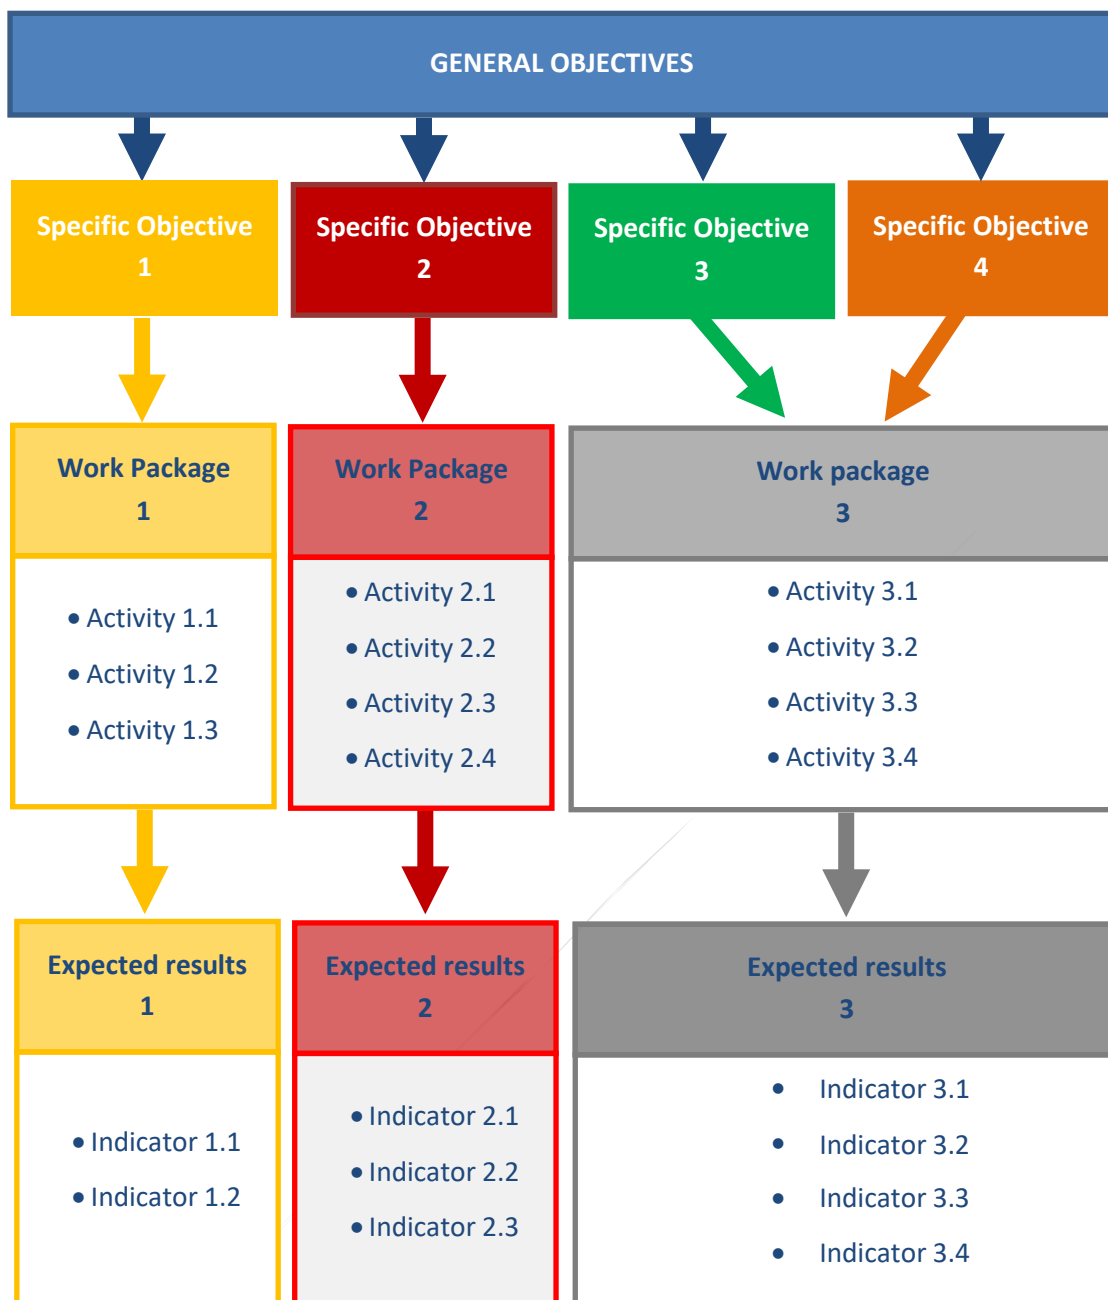 GENERAL OBJECTIVES
Specific Objective
1
Specific Objective
2
Specific Objective
3
Specific Objective
4
Work Package
1
Work Package
2
Work package
3
• Activity 1.1
• Activity 1.2
• Activity 1.3
• Activity 2.1
• Activity 2.2
• Activity 2.3
• Activity 2.4
• Activity 3.1
• Activity 3.2
• Activity 3.3
• Activity 3.4
Expected results
1
Expected results
2
Expected results
3
• Indicator 1.1
• Indicator 1.2
• Indicator 2.1
• Indicator 2.2
• Indicator 2.3
• Indicator 3.1
• Indicator 3.2
• Indicator 3.3
• Indicator 3.4